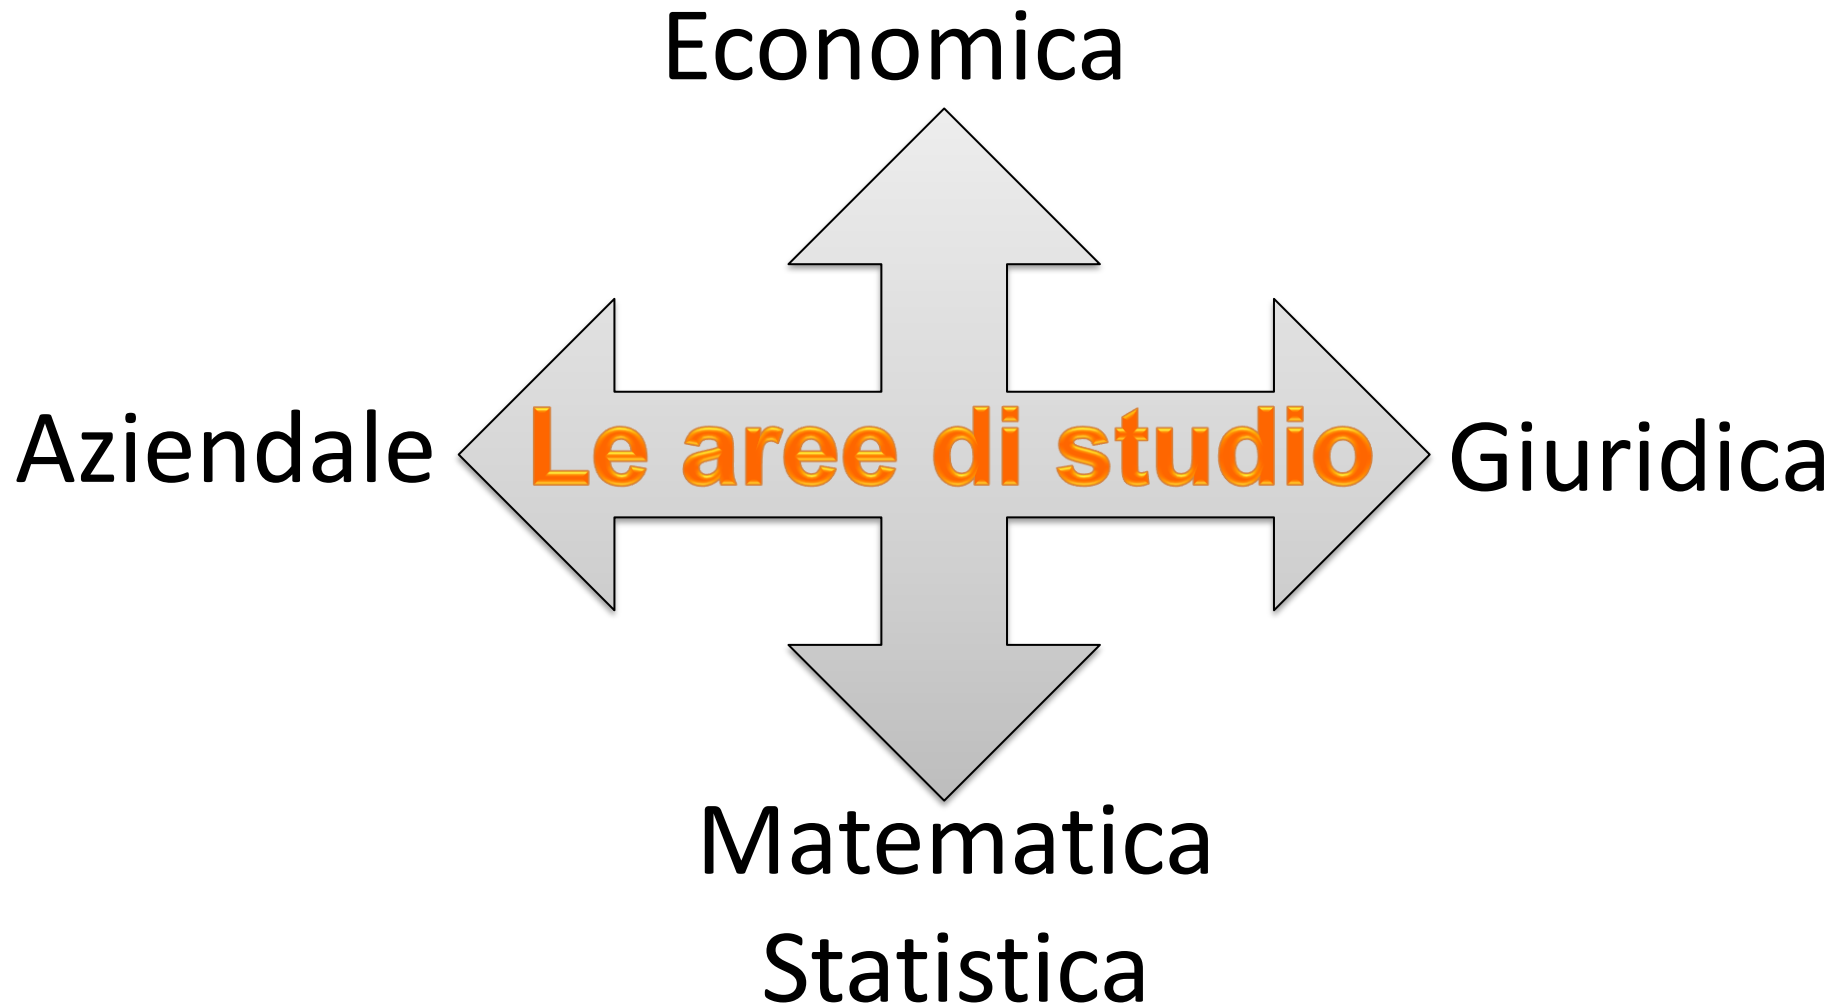 Economica
Aziendale
Le aree di studio
Giuridica
Matematica
Statistica